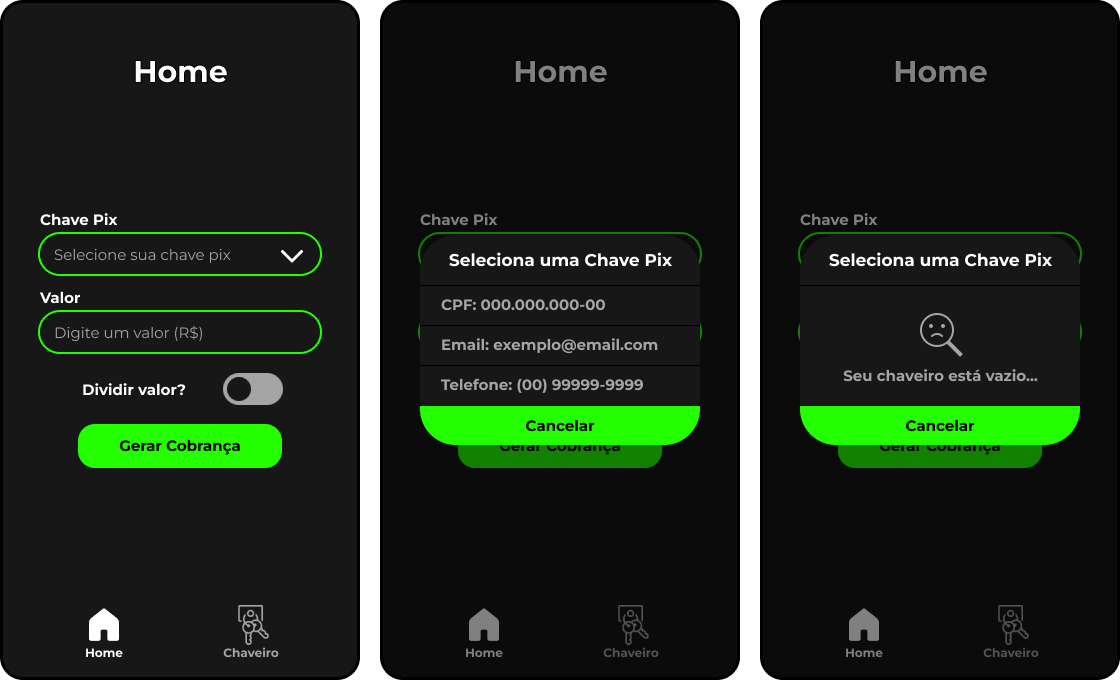 Home
Chave Pix
Selecione sua chave pix
Valor
Digite um valor (R$)
Dividir valor?
Gerar Cobrança
Home
Chaveiro
Home
Chave Pix
Seleciona uma Chave Pix
CPF: 000.000.000-00
Email: exemplo@email.com
Telefone: (00) 99999-9999
Cancelar
Gerar Cobrança
Home
Chaveiro
Home
Chave Pix
Seleciona uma Chave Pix
Seu chaveiro está vazio...
Cancelar
Gerar Cobrança
Home
Chaveiro